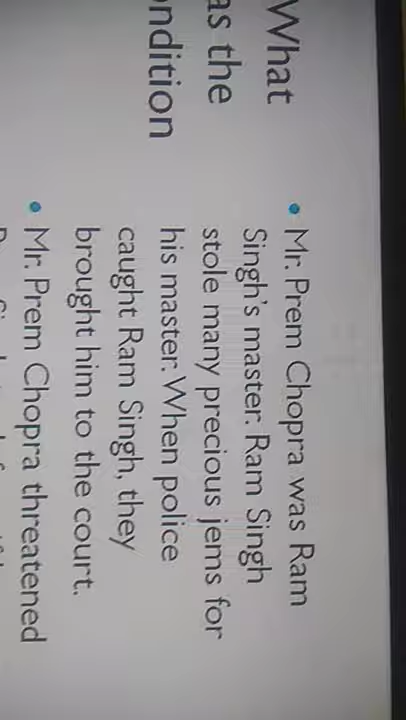 What
as the
ondition
• Mr. Prem Chopra was Ram
Singh's master. Ram Singh
stole many precious jems for
his master. When police
caught Ram Singh, they
brought him to the court.
• Mr. Prem Chopra threatened